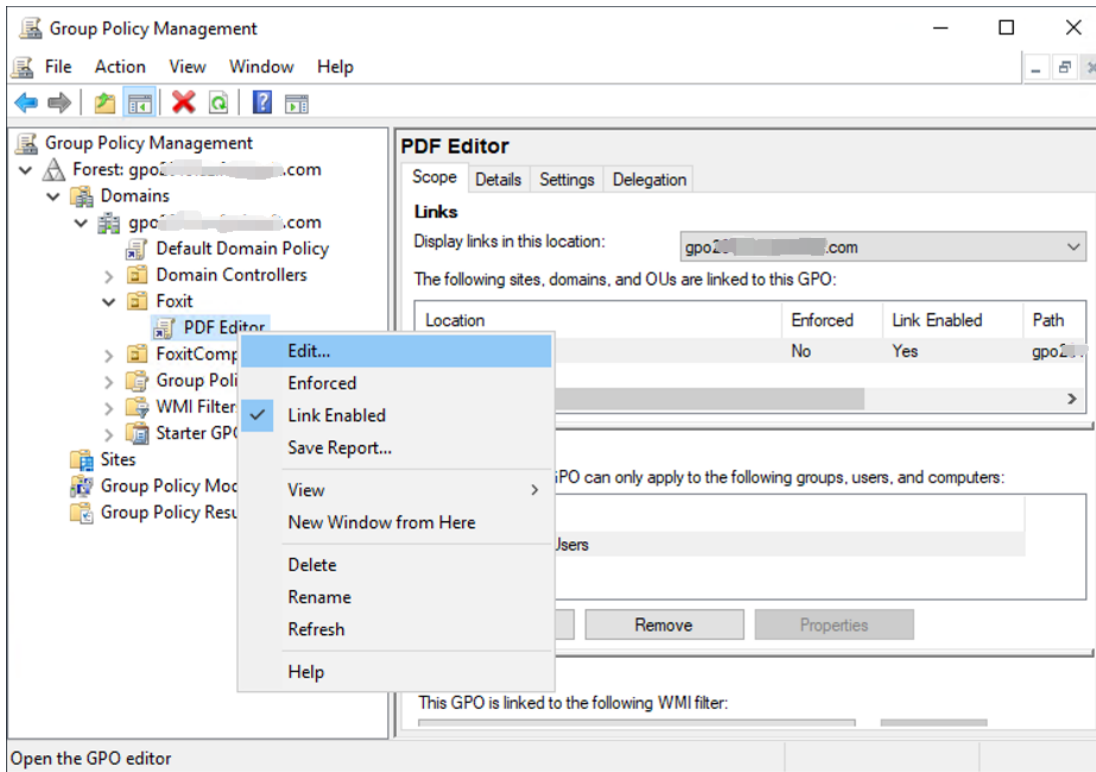 Group Policy Management
File Action View Window Help
Group Policy Management
Forest: gpo .com
Domains
gpo .com
Default Domain Policy
Domain Controllers
Foxit
PDF Editor
FoxitComp
Group Poli
WMI Filter
Starter GPO
Sites
Group Policy Mod
Group Policy Resu
Edit...
Enforced
Link Enabled
Save Report...
View
New Window from Here
Delete
Rename
Refresh
Help
PDF Editor
Scope Details Settings Delegation
Links
Display links in this location: gpo2 .com
The following sites, domains, and OUs are linked to this GPO:
Location Enforced Link Enabled Path
No Yes gpo2
GPO can only apply to the following groups, users, and computers:
Users
Remove Properties
This GPO is linked to the following WMI filter:
Open the GPO editor